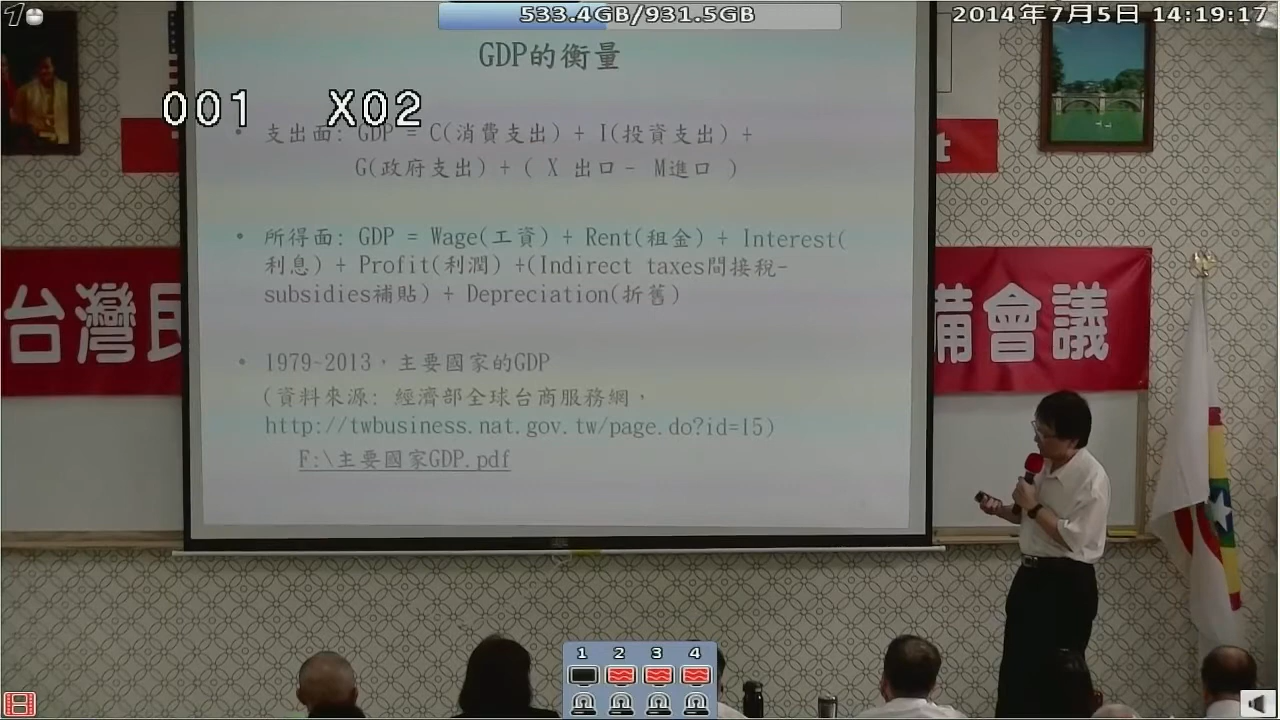 533.4GB/931.5GB
2014年7月5日 14:19:17
1
GDP的衡量
001 X02
• 支出面: GDP = C(消費支出) + I(投資支出) +
G(政府支出) + ( X 出口 - M進口 )
• 所得面: GDP = Wage(工資) + Rent(租金) + Interest(
利息) + Profit(利潤) +(Indirect taxes間接稅-
subsidies補貼) + Depreciation(折舊)
• 1979~2013，主要國家的GDP
(資料來源: 經濟部全球台商服務網，
http://twbusiness.nat.gov.tw/page.do?id=15)
F:\主要國家GDP.pdf
t
台灣民
備會議
1 2 3 4